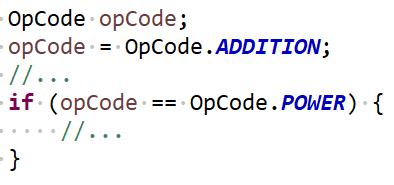 OpCode opCode;
opCode = OpCode.ADDITION;
//...
if (opCode == OpCode.POWER) {
     //...
}